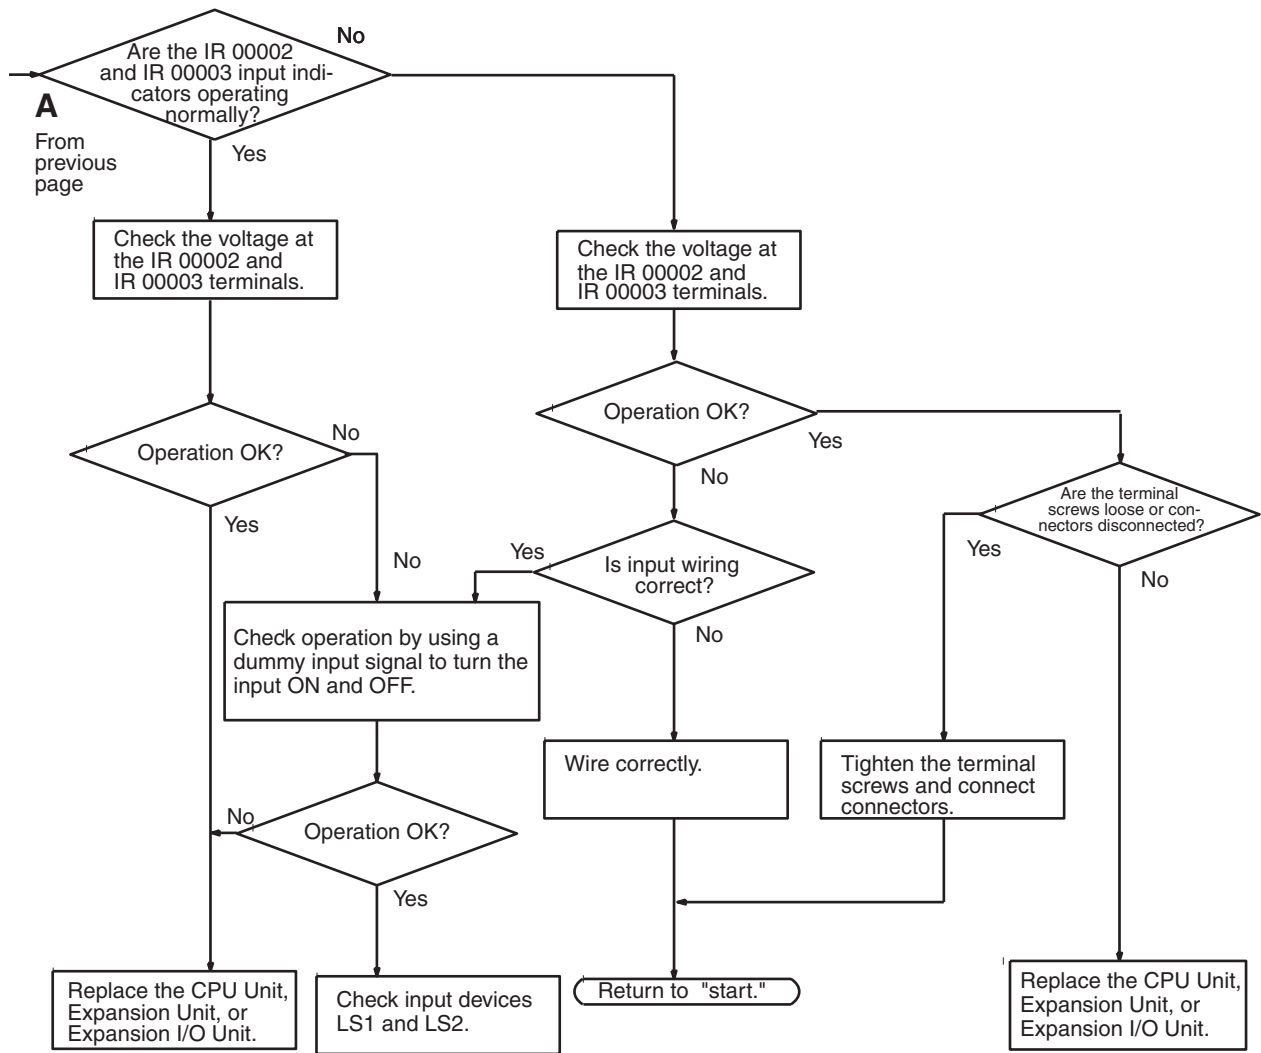 No
Are the IR 00002
and IR 00003 input indi-
cators operating
normally?
A
From
previous
page
Yes
Check the voltage at
the IR 00002 and
IR 00003 terminals.
Check the voltage at
the IR 00002 and
IR 00003 terminals.
Operation OK?
Yes
No
Operation OK?
No
Yes
Are the terminal
screws loose or con-
nectors disconnected?
Yes
No
No
Yes
Is input wiring
correct?
No
Check operation by using a
dummy input signal to turn the
input ON and OFF.
Wire correctly.
Tighten the terminal
screws and connect
connectors.
No
Operation OK?
Yes
Replace the CPU Unit,
Expansion Unit, or
Expansion I/O Unit.
Check input devices
LS1 and LS2.
Return to "start."
Replace the CPU Unit,
Expansion Unit, or
Expansion I/O Unit.